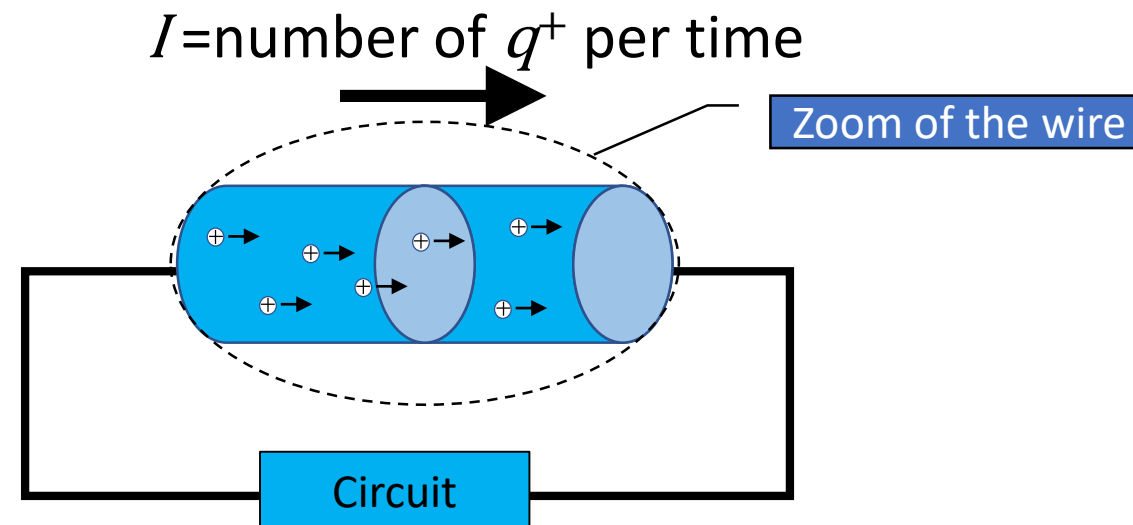 I=number of q⁺ per time
Zoom of the wire
+
+
+
+
+
+
+
Circuit